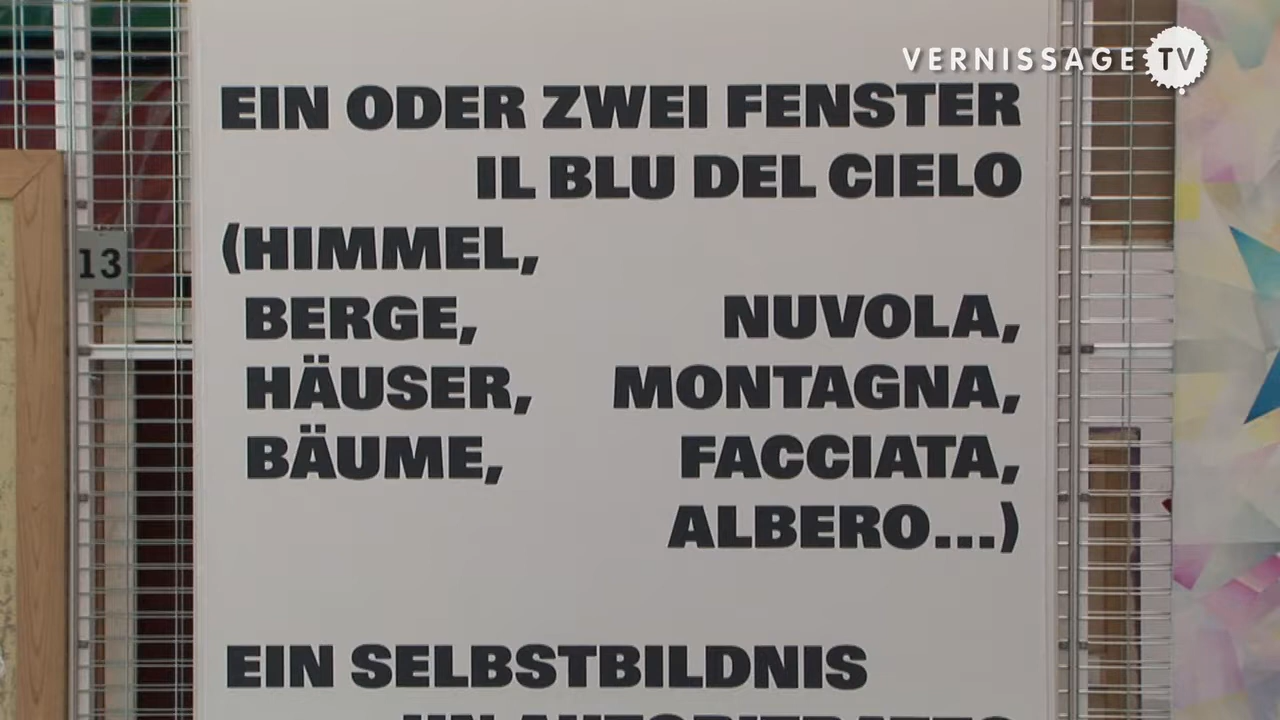 VERNISSAGE TV
EIN ODER ZWEI FENSTER
IL BLU DEL CIELO
(HIMMEL,
BERGE, NUVOLA,
HÄUSER, MONTAGNA,
BÄUME, FACCIATA,
ALBERO...)
13
EIN SELBSTBILDNIS